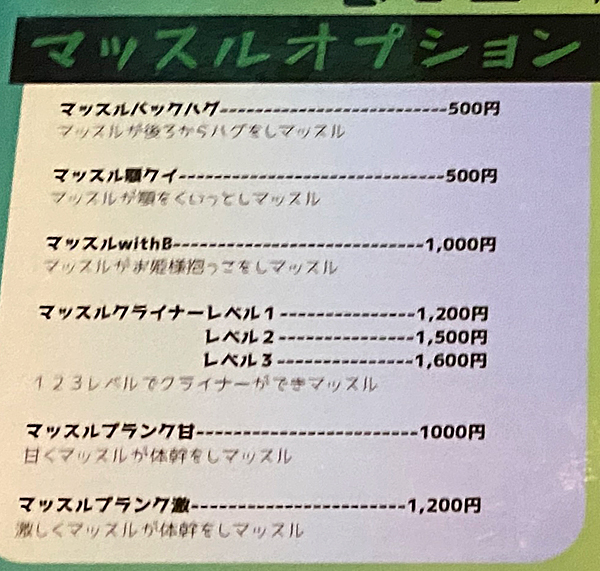 マッスルオプション
マッスルバックハグ-------------------------500円
マッスルが後ろからハグをしマッスル
マッスル顎クイ-----------------------------500円
マッスルが顎をくいっとしマッスル
マッスルwithB---------------------------1,000円
マッスルがお姫様抱っこをしマッスル
マッスルクライナーレベル1---------------1,200円
レベル2---------------1,500円
レベル3---------------1,600円
123レベルでクライナーができマッスル
マッスルプランク甘------------------------1000円
甘くマッスルが体幹をしマッスル
マッスルプランク激-----------------------1,200円
激しくマッスルが体幹をしマッスル